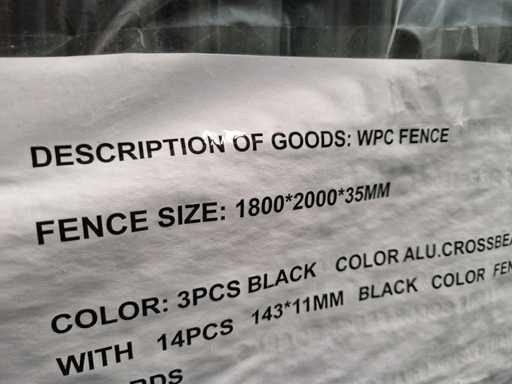 DESCRIPTION OF GOODS: WPC FENCE
FENCE SIZE: 1800*2000*35MM
COLOR: 3PCS BLACK COLOR ALU.CROSSBEA
WITH 14PCS 143*11MM BLACK COLOR FEN